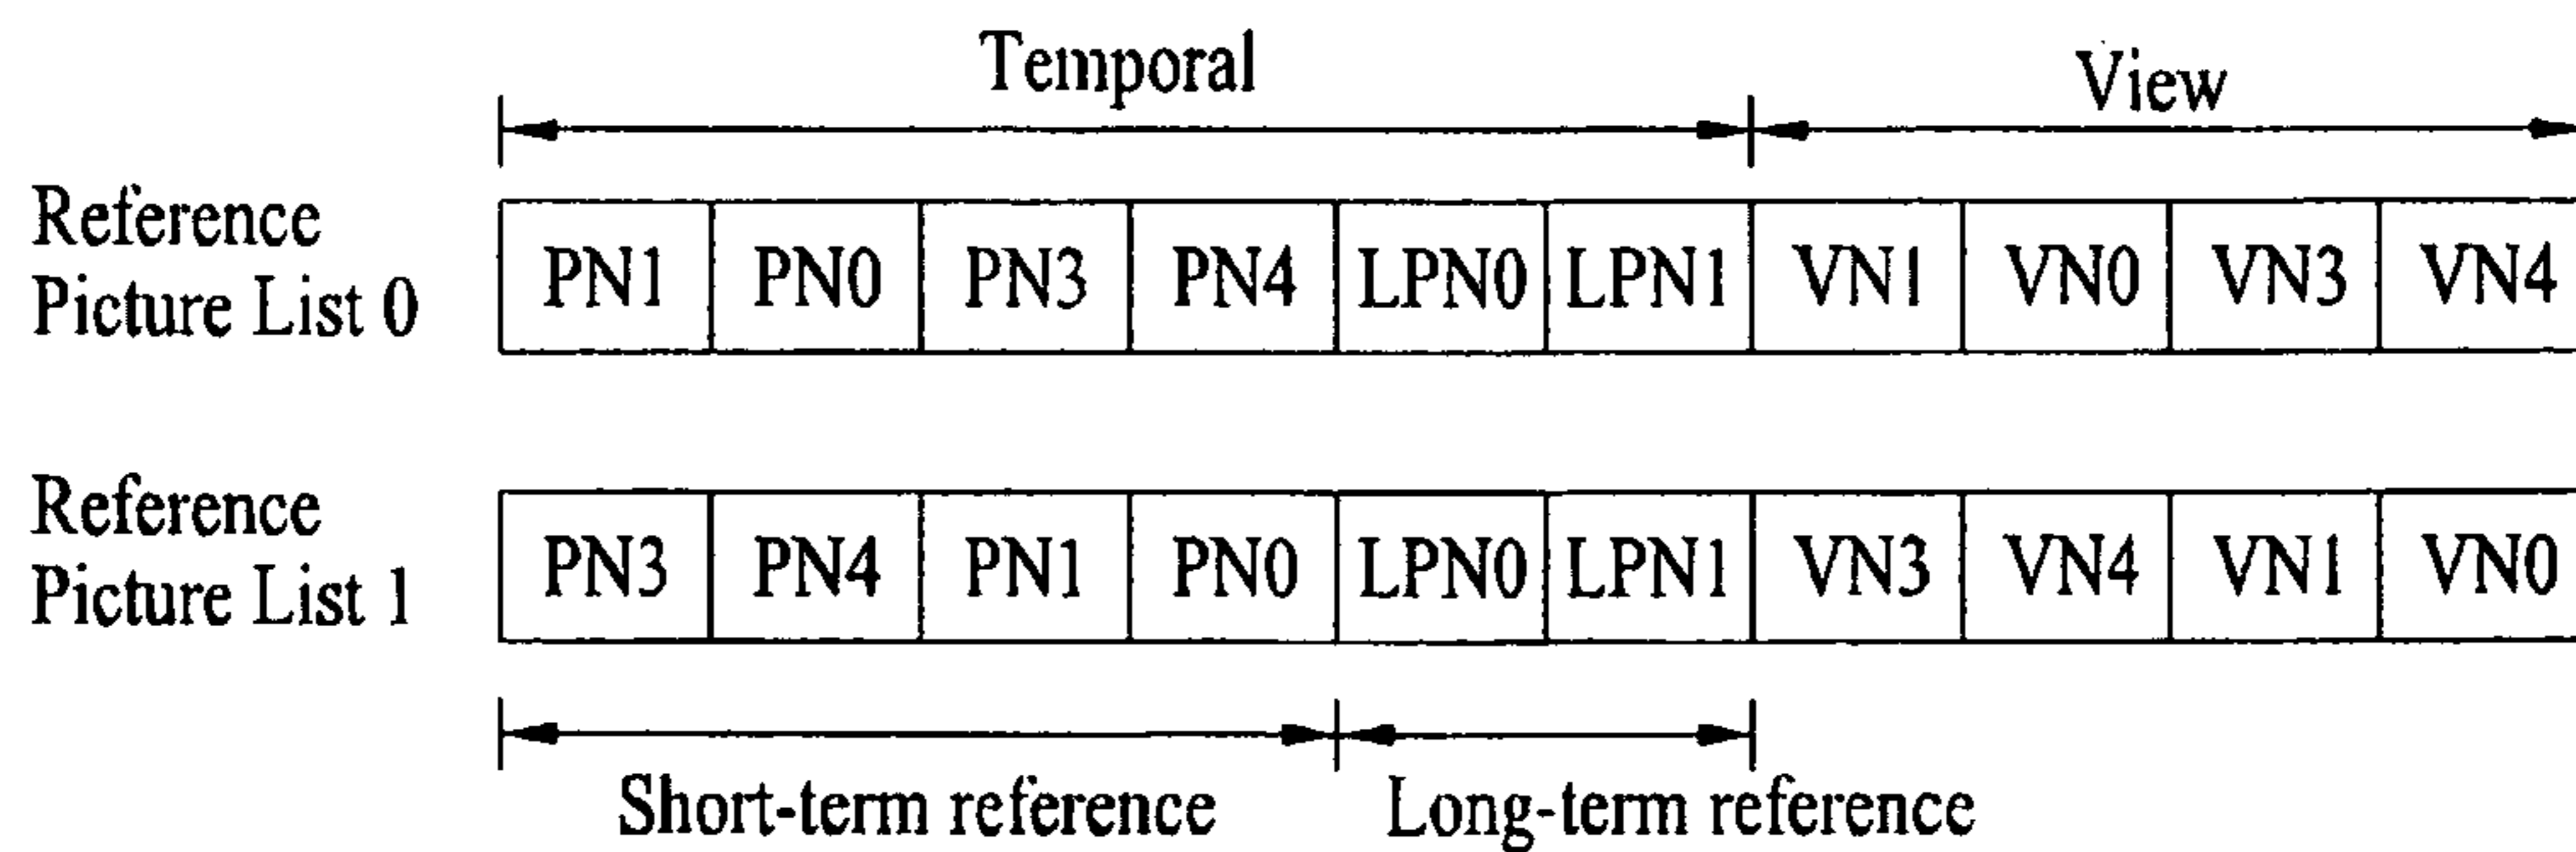 Temporal View
Reference
Picture List 0
PN1 PN0 PN3 PN4 LPN0 LPN1 VN1 VN0 VN3 VN4
Reference
Picture List 1
PN3 PN4 PN1 PN0 LPN0 LPN1 VN3 VN4 VN1 VN0
Short-term reference Long-term reference